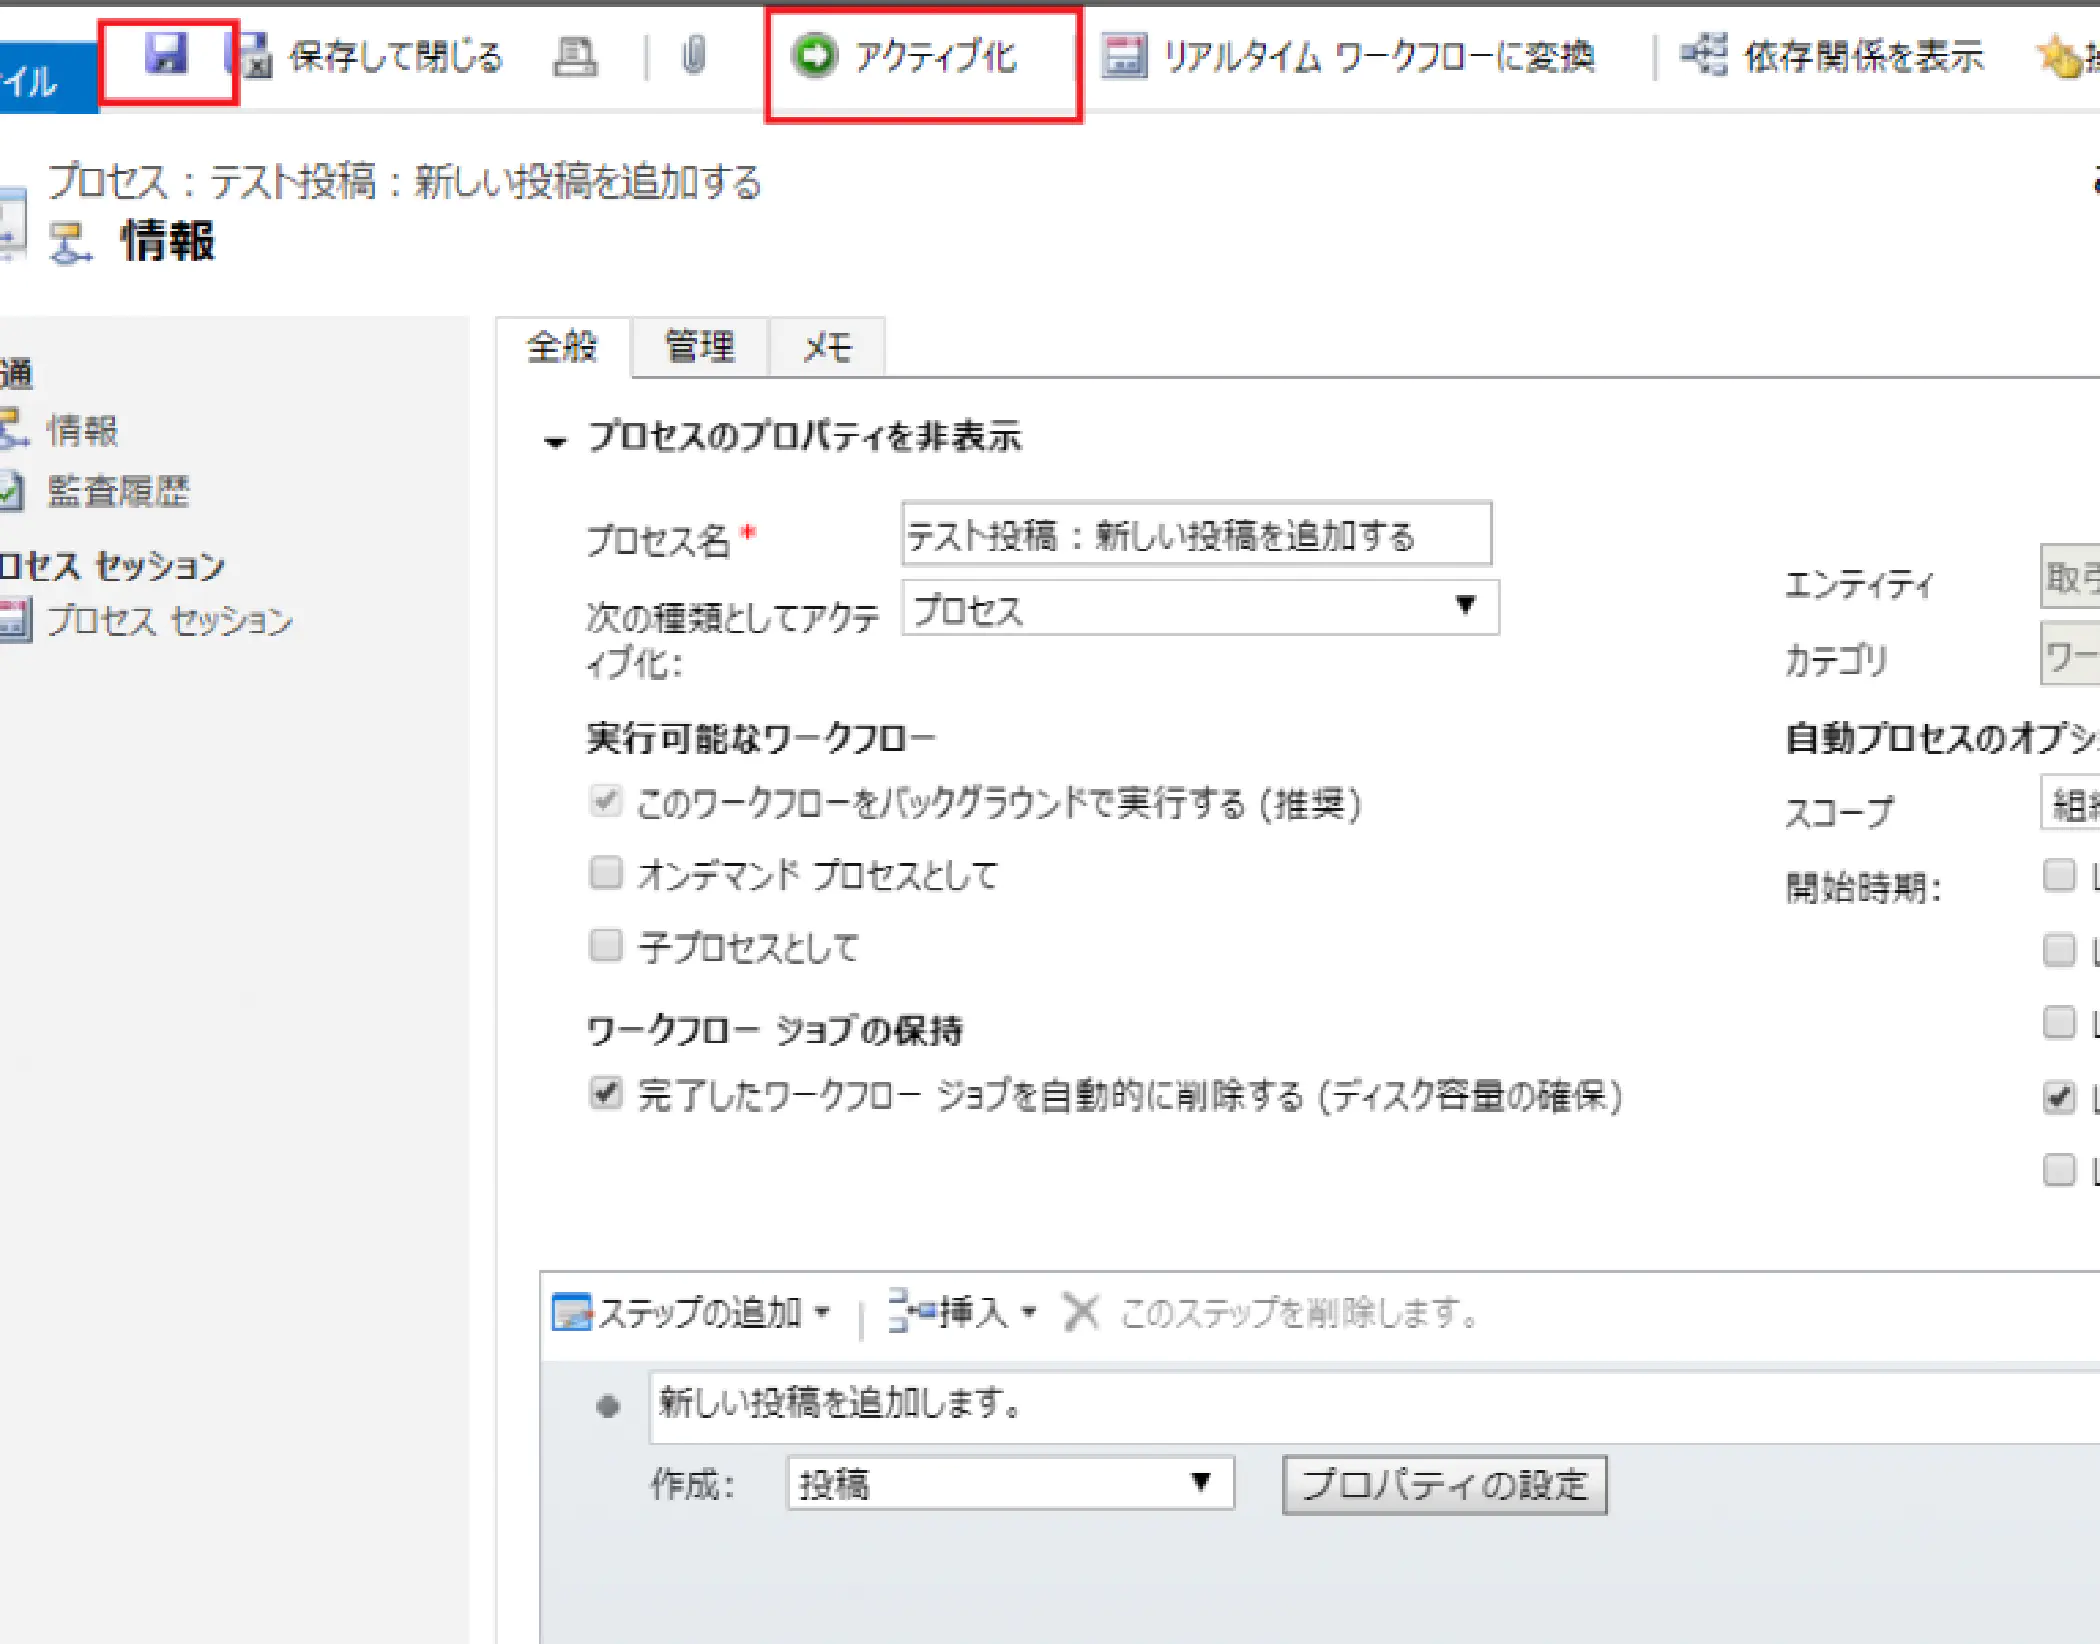 イル 保存して閉じる アクティブ化 リアルタイム ワークフローに変換 依存関係を表示
プロセス : テスト投稿 : 新しい投稿を追加する
情報
通
情報
監査履歴
ロセス セッション
プロセス セッション
全般 管理 メモ
プロセスのプロパティを非表示
プロセス名* テスト投稿 : 新しい投稿を追加する
次の種類としてアクテ プロセス
ィブ化:
エンティティ 取引
カテゴリ ワー
実行可能なワークフロー
このワークフローをバックグラウンドで実行する (推奨)
オンデマンド プロセスとして
子プロセスとして
自動プロセスのオプシ
スコープ 組織
開始時期:
ワークフロー ジョブの保持
完了したワークフロー ジョブを自動的に削除する (ディスク容量の確保)
ステップの追加 挿入 このステップを削除します。
新しい投稿を追加します。
作成: 投稿 プロパティの設定